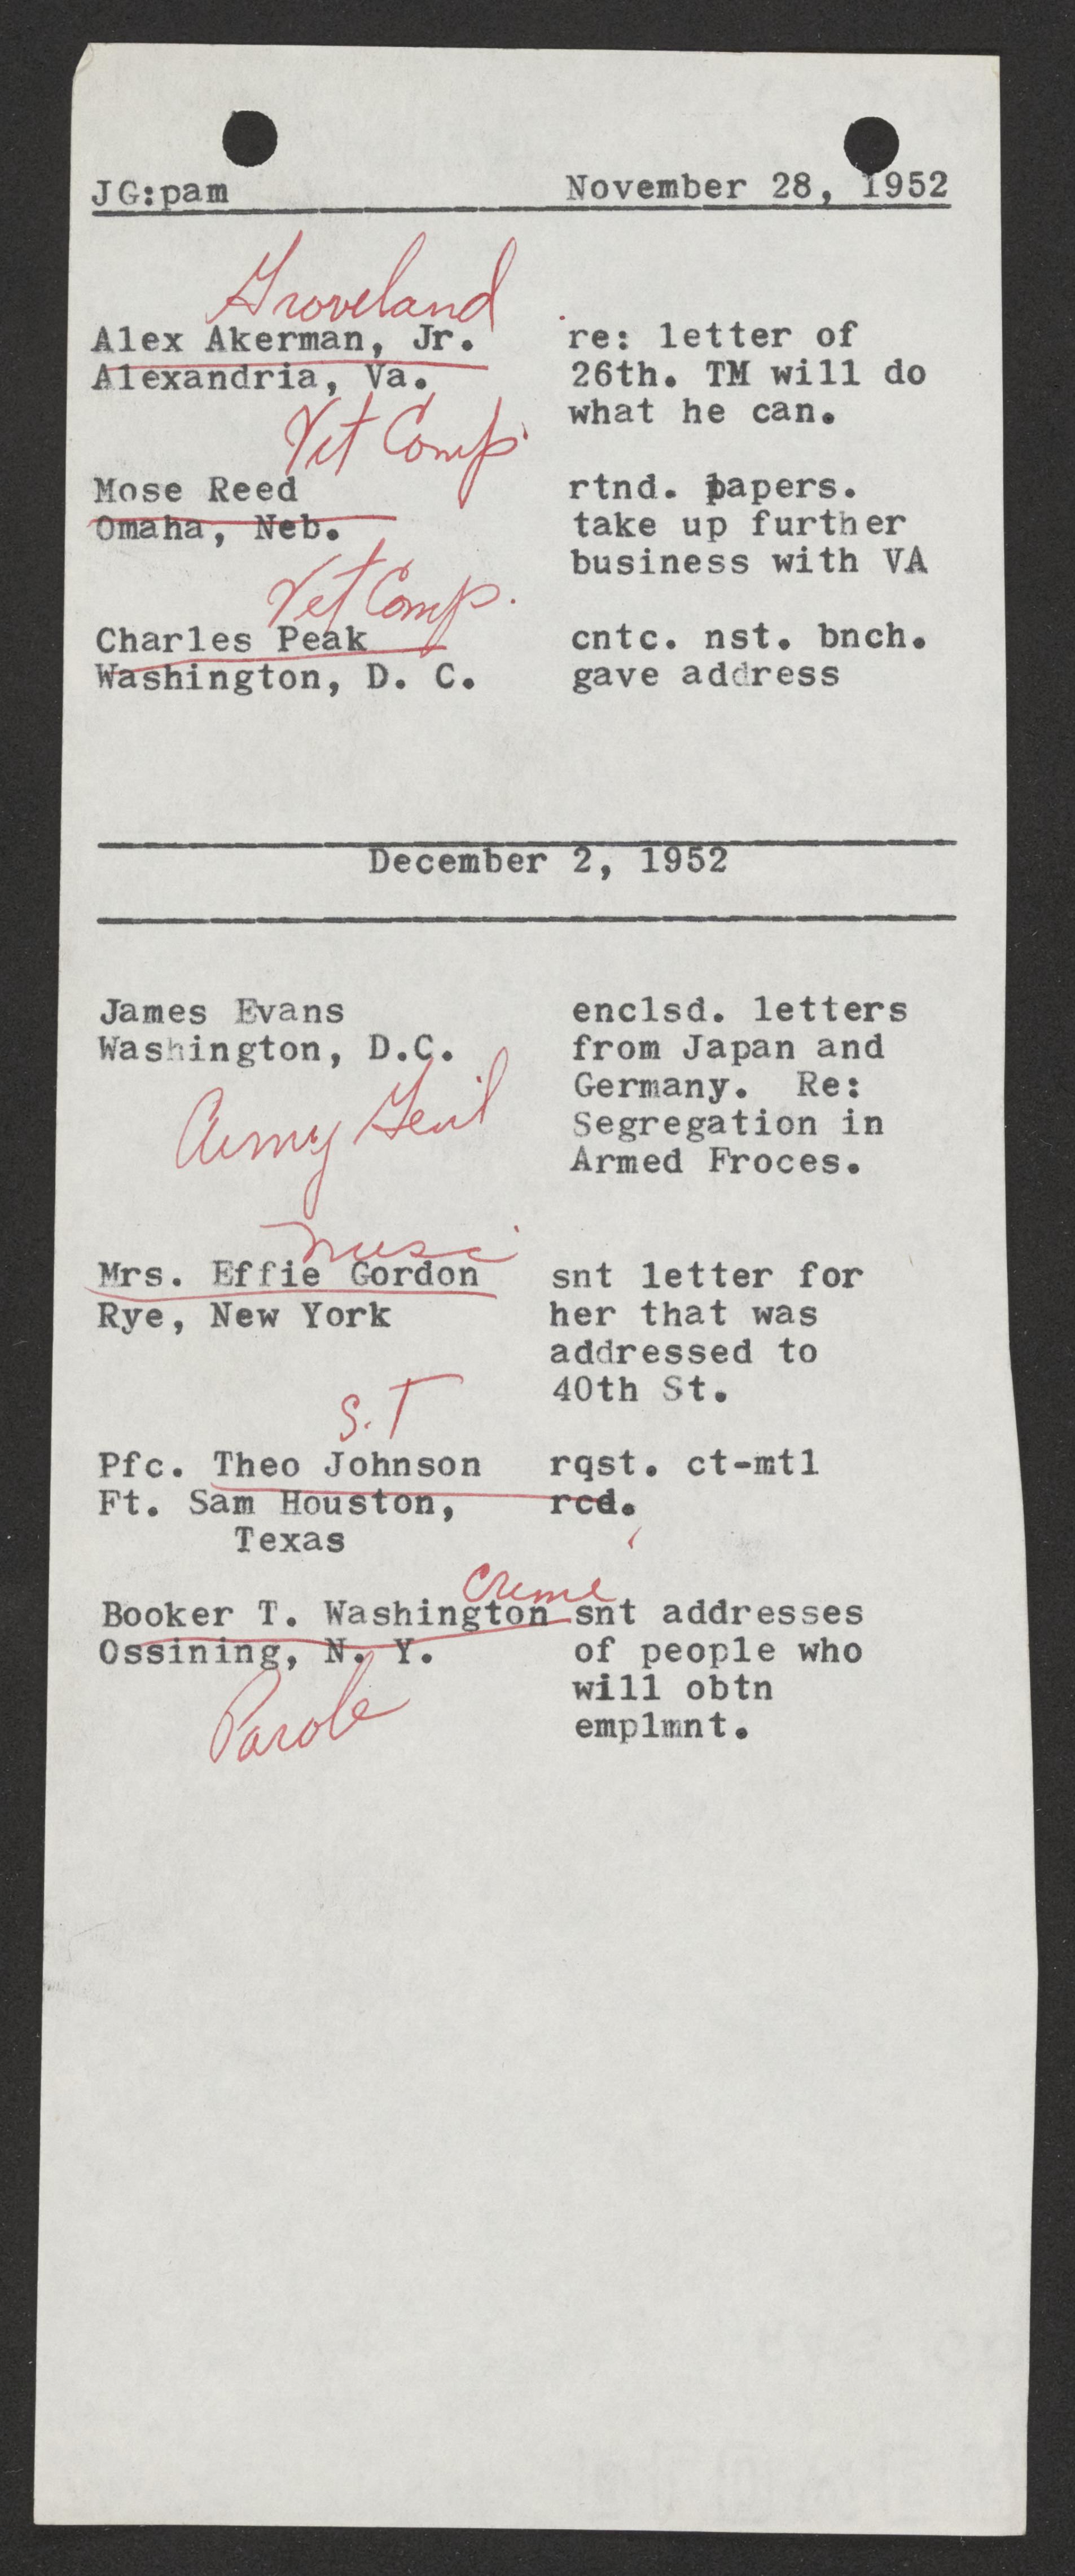 JG:pam November 28, 1952
Groveland
Alex Akerman, Jr. re: letter of
Alexandria, Va. 26th. TM will do
what he can.
Vet Comp.
Mose Reed rtnd. papers.
Omaha, Neb. take up further
business with VA
Vet Comp.
Charles Peak cntc. nst. bnch.
Washington, D. C. gave address
December 2, 1952
James Evans enclsd. letters
Washington, D.C. from Japan and
Germany. Re:
Army Segregation in
Armed Froces.
Mrs. Effie Gordon snt letter for
Rye, New York her that was
addressed to
40th St.
S.T
Pfc. Theo Johnson rqst. ct-mtl
Ft. Sam Houston, rcd.
Texas
Crime
Booker T. Washington snt addresses
Ossining, N. Y. of people who
will obtn
Parole emplmnt.